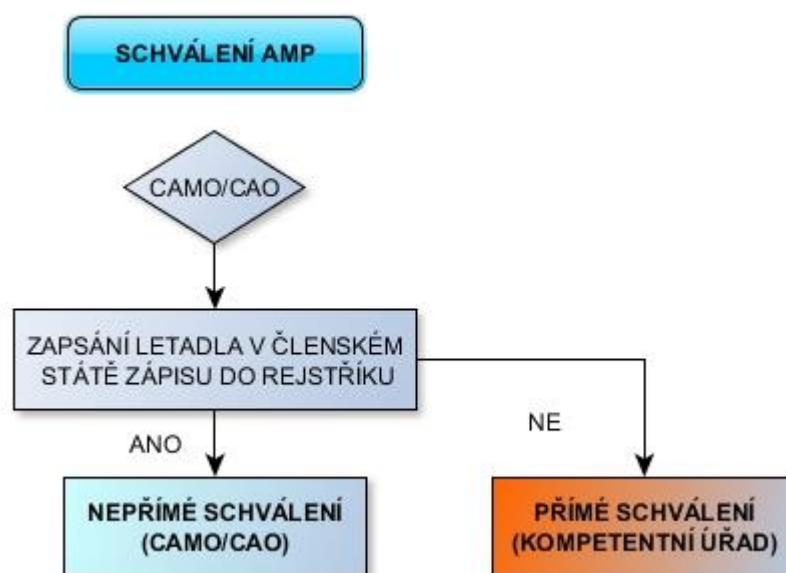 SCHVÁLENÍ AMP
CAMO/CAO
ZAPSÁNÍ LETADLA V ČLENSKÉM
STÁTĚ ZÁPISU DO REJSTŘÍKU
ANO
NE
NEPŘÍMÉ SCHVÁLENÍ
(CAMO/CAO)
PŘÍMÉ SCHVÁLENÍ
(KOMPETENTNÍ ÚŘAD)